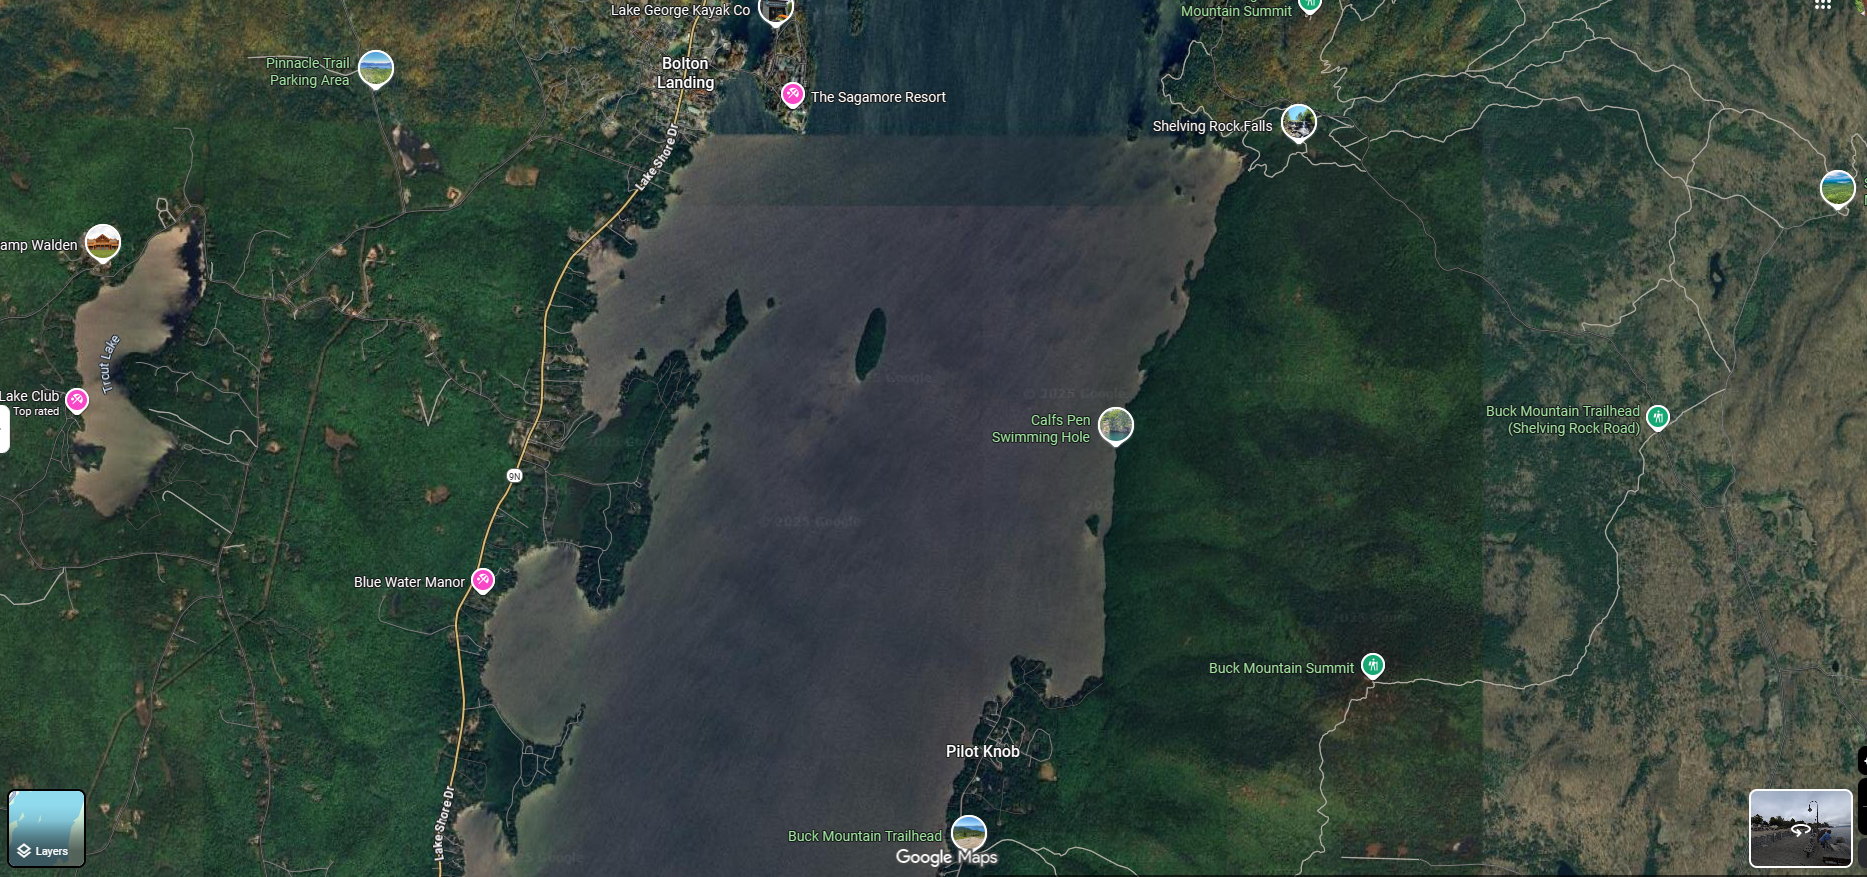 Lake George Kayak Co
Mountain Summit
Pinnacle Trail
Parking Area
Bolton
Landing
The Sagamore Resort
Shelving Rock Falls
Lake Shore Dr
amp Walden
Trout Lake
Lake Club
Top rated
Calfs Pen
Swimming Hole
Buck Mountain Trailhead
(Shelving Rock Road)
9N
© 2025 Google
Blue Water Manor
Buck Mountain Summit
Pilot Knob
Lake Shore Dr
Buck Mountain Trailhead
Google Maps
Layers